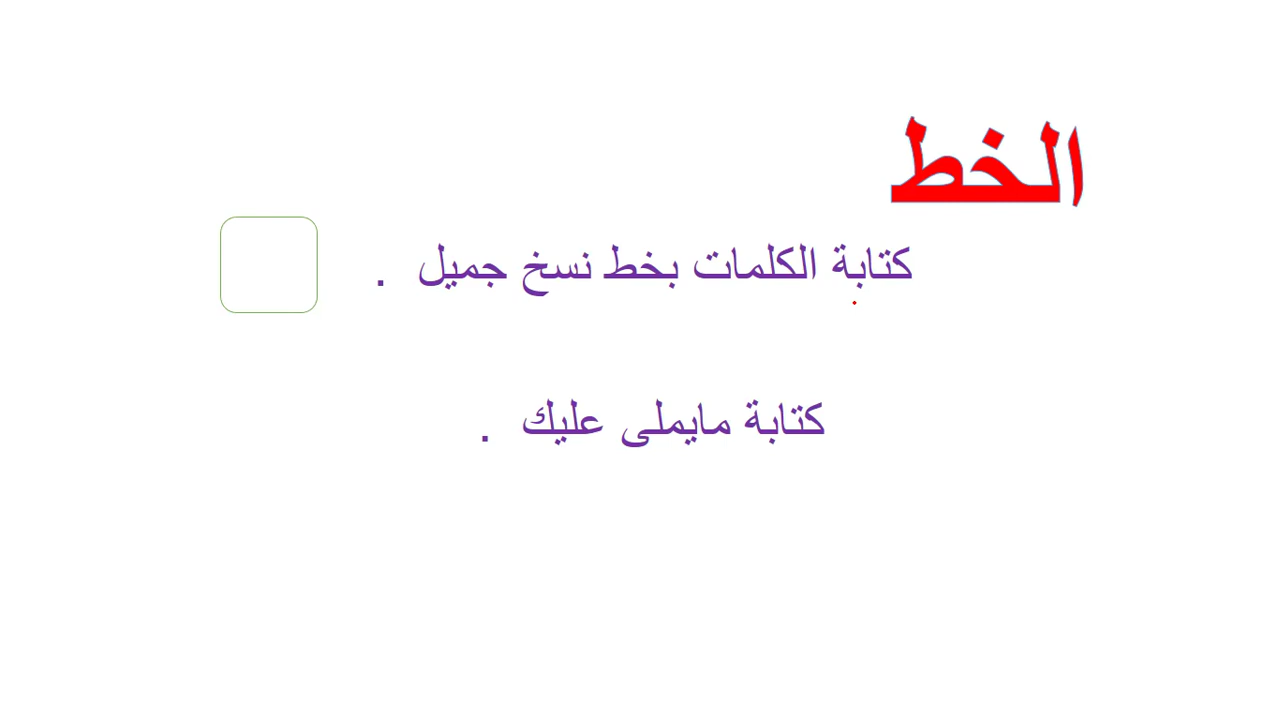 الخط
كتابة الكلمات بخط نسخ جميل .
كتابة مايملى عليك .